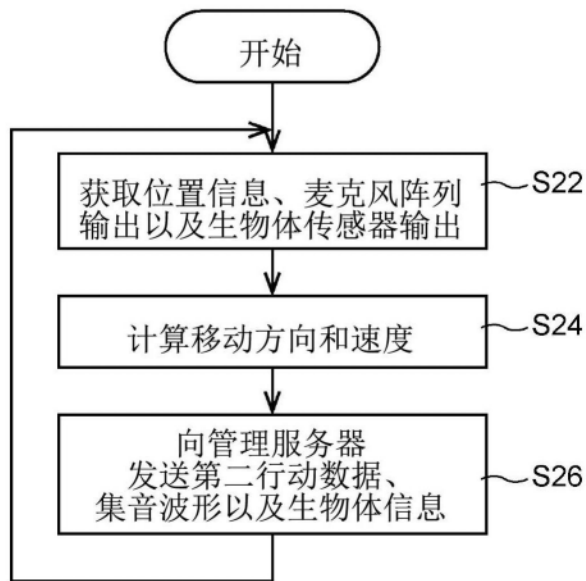 开始
获取位置信息、麦克风阵列
输出以及生物体传感器输出
S22
计算移动方向和速度
S24
向管理服务器
发送第二行动数据、
集音波形以及生物体信息
S26